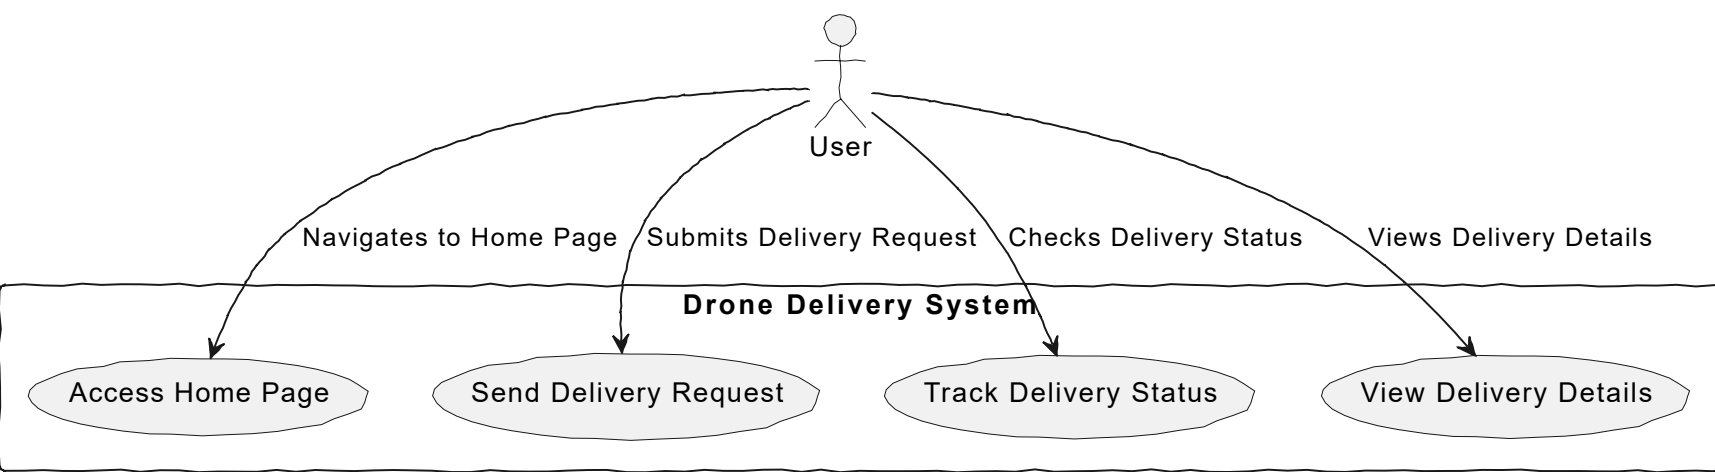 User
Navigates to Home Page
Submits Delivery Request
Checks Delivery Status
Views Delivery Details
Drone Delivery System
Access Home Page
Send Delivery Request
Track Delivery Status
View Delivery Details